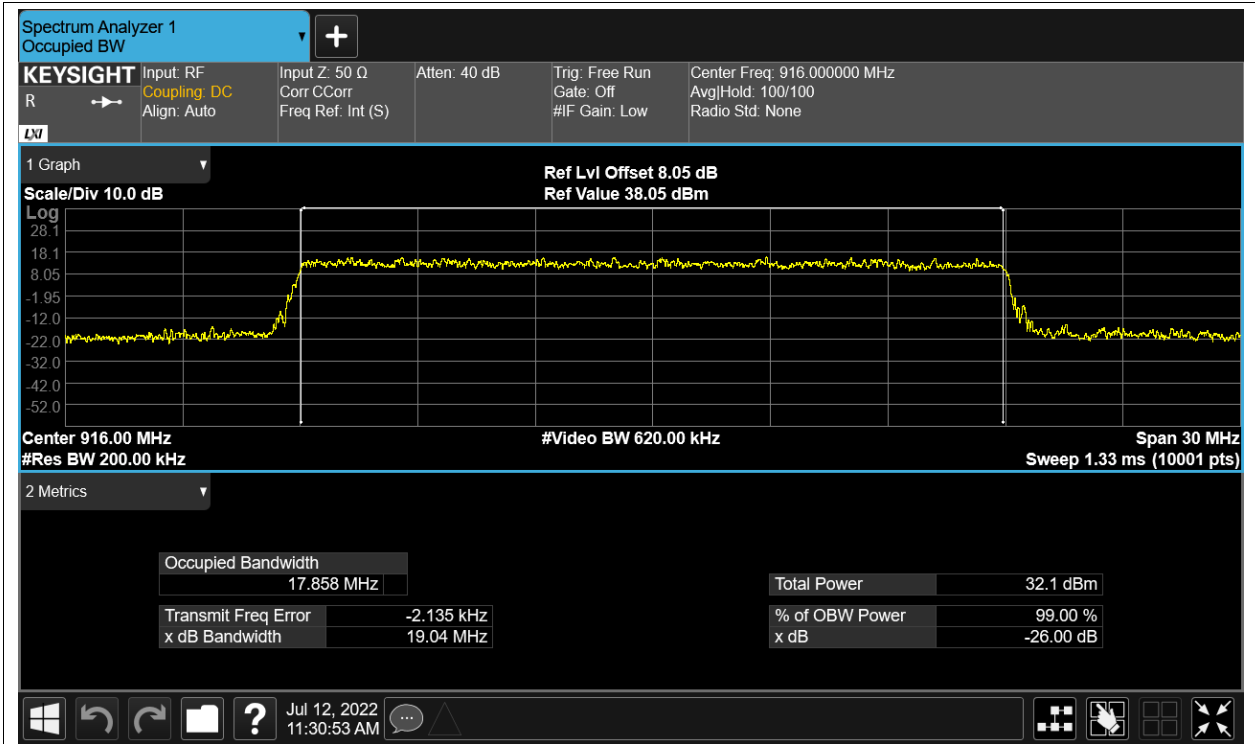 Spectrum Analyzer 1
Occupied BW
KEYSIGHT
R
LXI
Input: RF
Coupling: DC
Align: Auto
Input Z: 50 Ω
Corr CCorr
Freq Ref: Int (S)
Atten: 40 dB
Trig: Free Run
Gate: Off
#IF Gain: Low
Center Freq: 916.000000 MHz
Avg|Hold: 100/100
Radio Std: None
1 Graph
Scale/Div 10.0 dB
Ref Lvl Offset 8.05 dB
Ref Value 38.05 dBm
Log
28.1
18.1
8.05
-1.95
-12.0
-22.0
-32.0
-42.0
-52.0
Center 916.00 MHz
#Video BW 620.00 kHz
Span 30 MHz
#Res BW 200.00 kHz
Sweep 1.33 ms (10001 pts)
2 Metrics
Occupied Bandwidth
17.858 MHz
Transmit Freq Error -2.135 kHz
x dB Bandwidth 19.04 MHz
Total Power 32.1 dBm
% of OBW Power 99.00 %
x dB -26.00 dB
?
Jul 12, 2022
11:30:53 AM